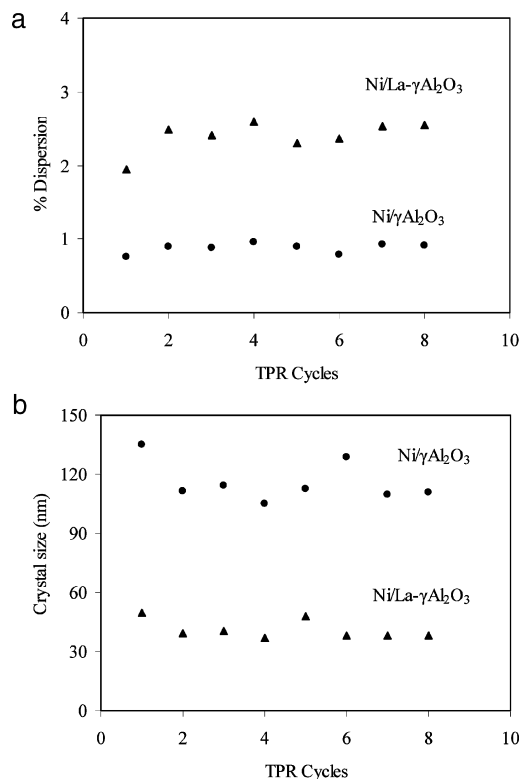 a
4
3
2
1
0
% Dispersion
Ni/La-γAl₂O₃
Ni/γAl₂O₃
0 2 4 6 8 10
TPR Cycles
b
150
120
90
60
30
0
Crystal size (nm)
Ni/γAl₂O₃
Ni/La-γAl₂O₃
0 2 4 6 8 10
TPR Cycles